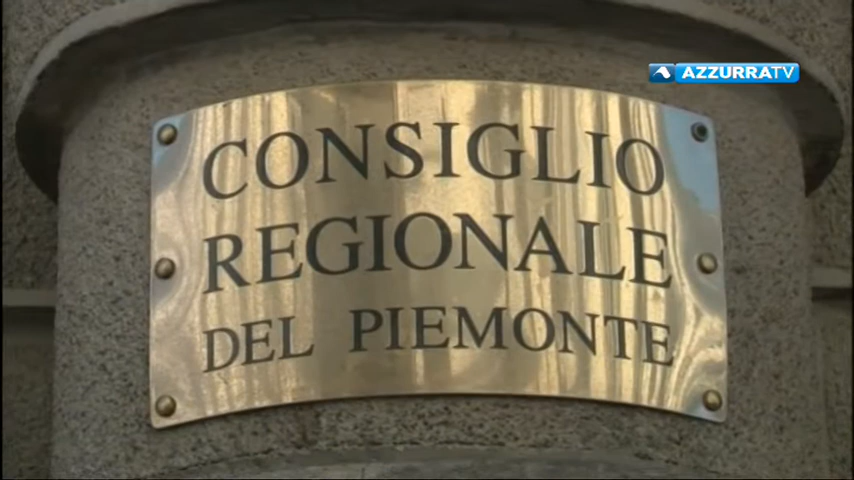 AZZURRATV
CONSIGLIO
REGIONALE
DEL PIEMONTE